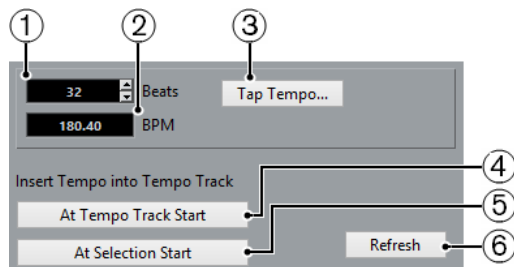 1 2 3
32 Beats Tap Tempo...
180.40 BPM
Insert Tempo into Tempo Track
4
At Tempo Track Start
5
At Selection Start Refresh 6